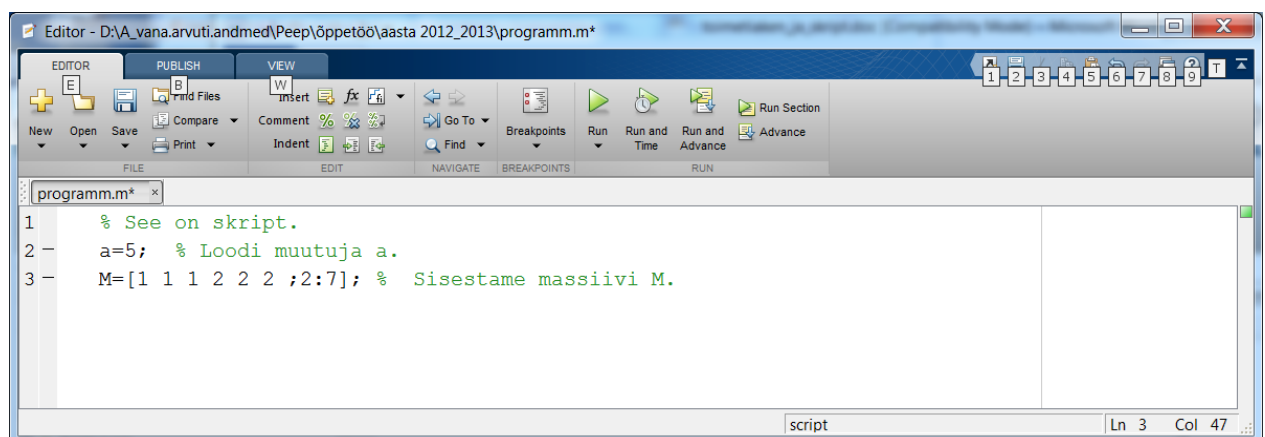 Editor - D:\A_vana.arvuti.andmed\Peep\õppetöö\aasta 2012_2013\programm.m*
EDITOR PUBLISH VIEW
E B W 1 2 3 4 5 6 7 8 9 T
Find Files Insert fx
New Open Save Compare Comment Go To Breakpoints Run Run and Time Run and Advance Run Section
Print Indent Find Advance
FILE EDIT NAVIGATE BREAKPOINTS RUN
programm.m* ×
1 % See on skript.
2 – a=5; % Loodi muutuja a.
3 – M=[1 1 1 2 2 2 ;2:7]; % Sisestame massiivi M.
script Ln 3 Col 47